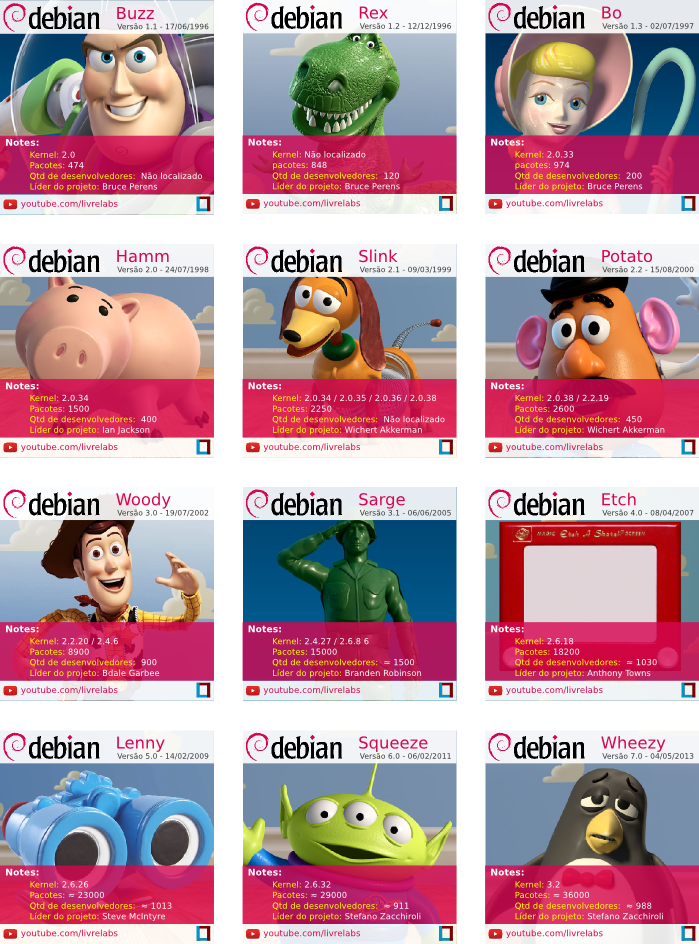 debian Buzz
Versão 1.1 - 17/06/1996
Notes:
Kernel: 2.0
Pacotes: 474
Qtd de desenvolvedores: Não localizado
Líder do projeto: Bruce Perens
youtube.com/livrelabs
debian Rex
Versão 1.2 - 12/12/1996
Notes:
Kernel: Não localizado
pacotes: 848
Qtd de desenvolvedores: 120
Líder do projeto: Bruce Perens
youtube.com/livrelabs
debian Bo
Versão 1.3 - 02/07/1997
Notes:
Kernel: 2.0.33
pacotes: 974
Qtd de desenvolvedores: 200
Líder do projeto: Bruce Perens
youtube.com/livrelabs
debian Hamm
Versão 2.0 - 24/07/1998
Notes:
Kernel: 2.0.34
Pacotes: 1500
Qtd de desenvolvedores: 400
Líder do projeto: Ian Jackson
youtube.com/livrelabs
debian Slink
Versão 2.1 - 09/03/1999
Notes:
Kernel: 2.0.34 / 2.0.35 / 2.0.36 / 2.0.38
Pacotes: 2250
Qtd de desenvolvedores: Não localizado
Líder do projeto: Wichert Akkerman
youtube.com/livrelabs
debian Potato
Versão 2.2 - 15/08/2000
Notes:
Kernel: 2.0.38 / 2.2.19
Pacotes: 2600
Qtd de desenvolvedores: 450
Líder do projeto: Wichert Akkerman
youtube.com/livrelabs
debian Woody
Versão 3.0 - 19/07/2002
Notes:
Kernel: 2.2.20 / 2.4.6
Pacotes: 8900
Qtd de desenvolvedores: 900
Líder do projeto: Bdale Garbee
youtube.com/livrelabs
debian Sarge
Versão 3.1 - 06/06/2005
Notes:
Kernel: 2.4.27 / 2.6.8 6
Pacotes: 15000
Qtd de desenvolvedores: ≈ 1500
Líder do projeto: Branden Robinson
youtube.com/livrelabs
debian Etch
Versão 4.0 - 08/04/2007
MAGIC Etch A Sketch SCREEN
Notes:
Kernel: 2.6.18
Pacotes: 18200
Qtd de desenvolvedores: ≈ 1030
Líder do projeto: Anthony Towns
youtube.com/livrelabs
debian Lenny
Versão 5.0 - 14/02/2009
Notes:
Kernel: 2.6.26
Pacotes: ≈ 23000
Qtd de desenvolvedores: ≈ 1013
Líder do projeto: Steve McIntyre
youtube.com/livrelabs
debian Squeeze
Versão 6.0 - 06/02/2011
Notes:
Kernel: 2.6.32
Pacotes: ≈ 29000
Qtd de desenvolvedores: ≈ 911
Líder do projeto: Stefano Zacchiroli
youtube.com/livrelabs
debian Wheezy
Versão 7.0 - 04/05/2013
Notes:
Kernel: 3.2
Pacotes: ≈ 36000
Qtd de desenvolvedores: ≈ 988
Líder do projeto: Stefano Zacchiroli
youtube.com/livrelabs